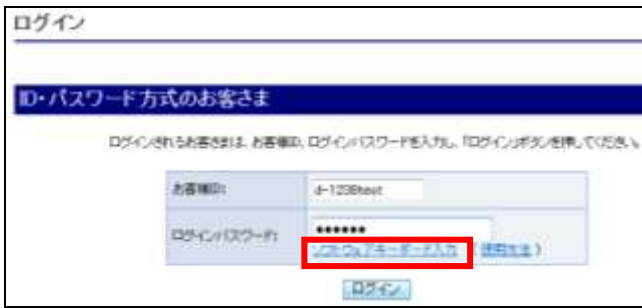 ログイン
ID・パスワード方式のお客さま
ログインされるお客さまは、お客様ID、ログインパスワードを入力し、「ログイン」ボタンを押してください。
お客様ID:
ログインパスワード:
●●●●●●
ソフトウェアキーボード入力 (使用方法)
ログイン